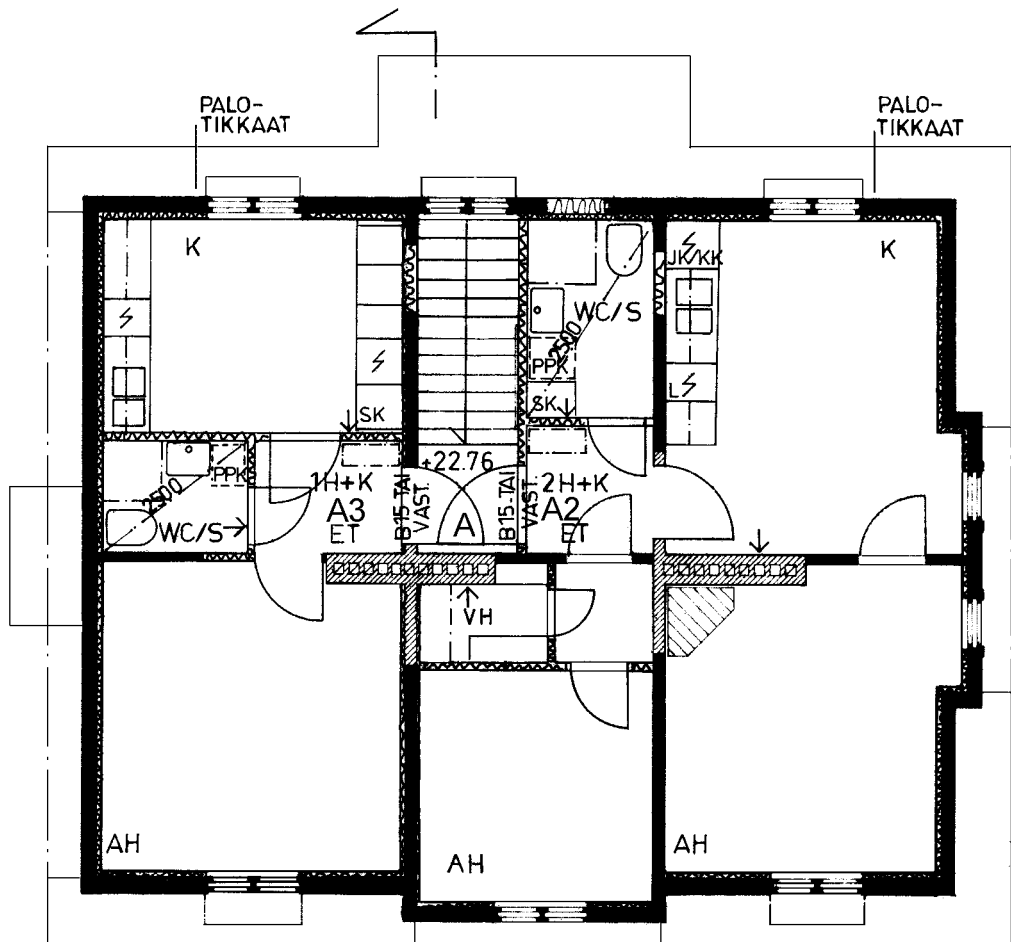 PALO-
TIKKAAT
PALO-
TIKKAAT
K
JK/KK
K
WC/S
2500
PPK
L
SK
SK
+22.76
PPK
1H+K
2H+K
2500
A3
B15-TAI
VAST.
A
B15-TAI
VAST.
A2
WC/S
ET
ET
VH
AH
AH
AH